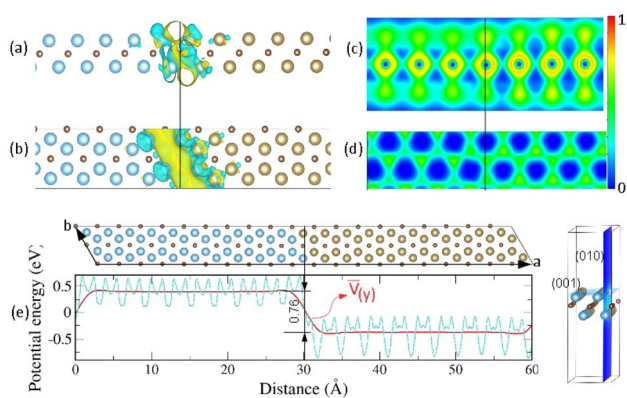 (a)
(c)
1
(b)
(d)
0
b
a
(e)
Potential energy (eV)
0.5
0
-0.5
0.76
V̅(y)
0 10 20 30 40 50 60
Distance (Å)
(010)
(001)